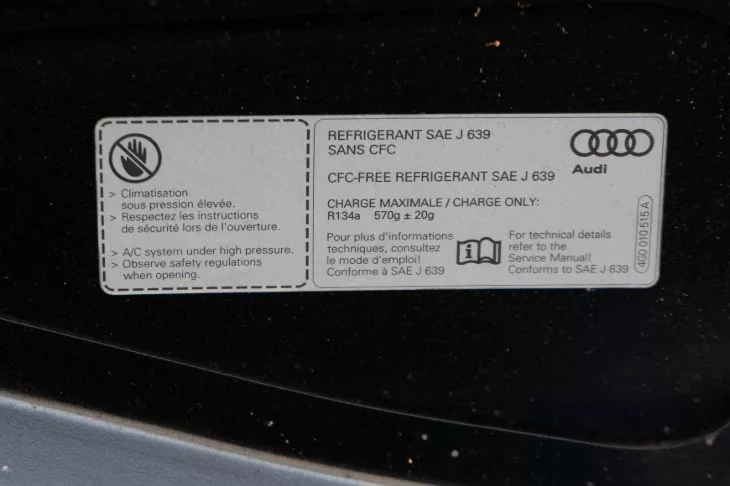 > Climatisation
sous pression élevée.
> Respectez les instructions
de sécurité lors de l'ouverture.
> A/C system under high pressure.
> Observe safety regulations
when opening.
REFRIGERANT SAE J 639
SANS CFC
CFC-FREE REFRIGERANT SAE J 639
CHARGE MAXIMALE / CHARGE ONLY:
R134a 570g ± 20g
Pour plus d'informations
techniques, consultez
le mode d'emploi!
Conforme à SAE J 639
i
For technical details
refer to the
Service Manual!
Conforms to SAE J 639
Audi
4G0 010 515 A